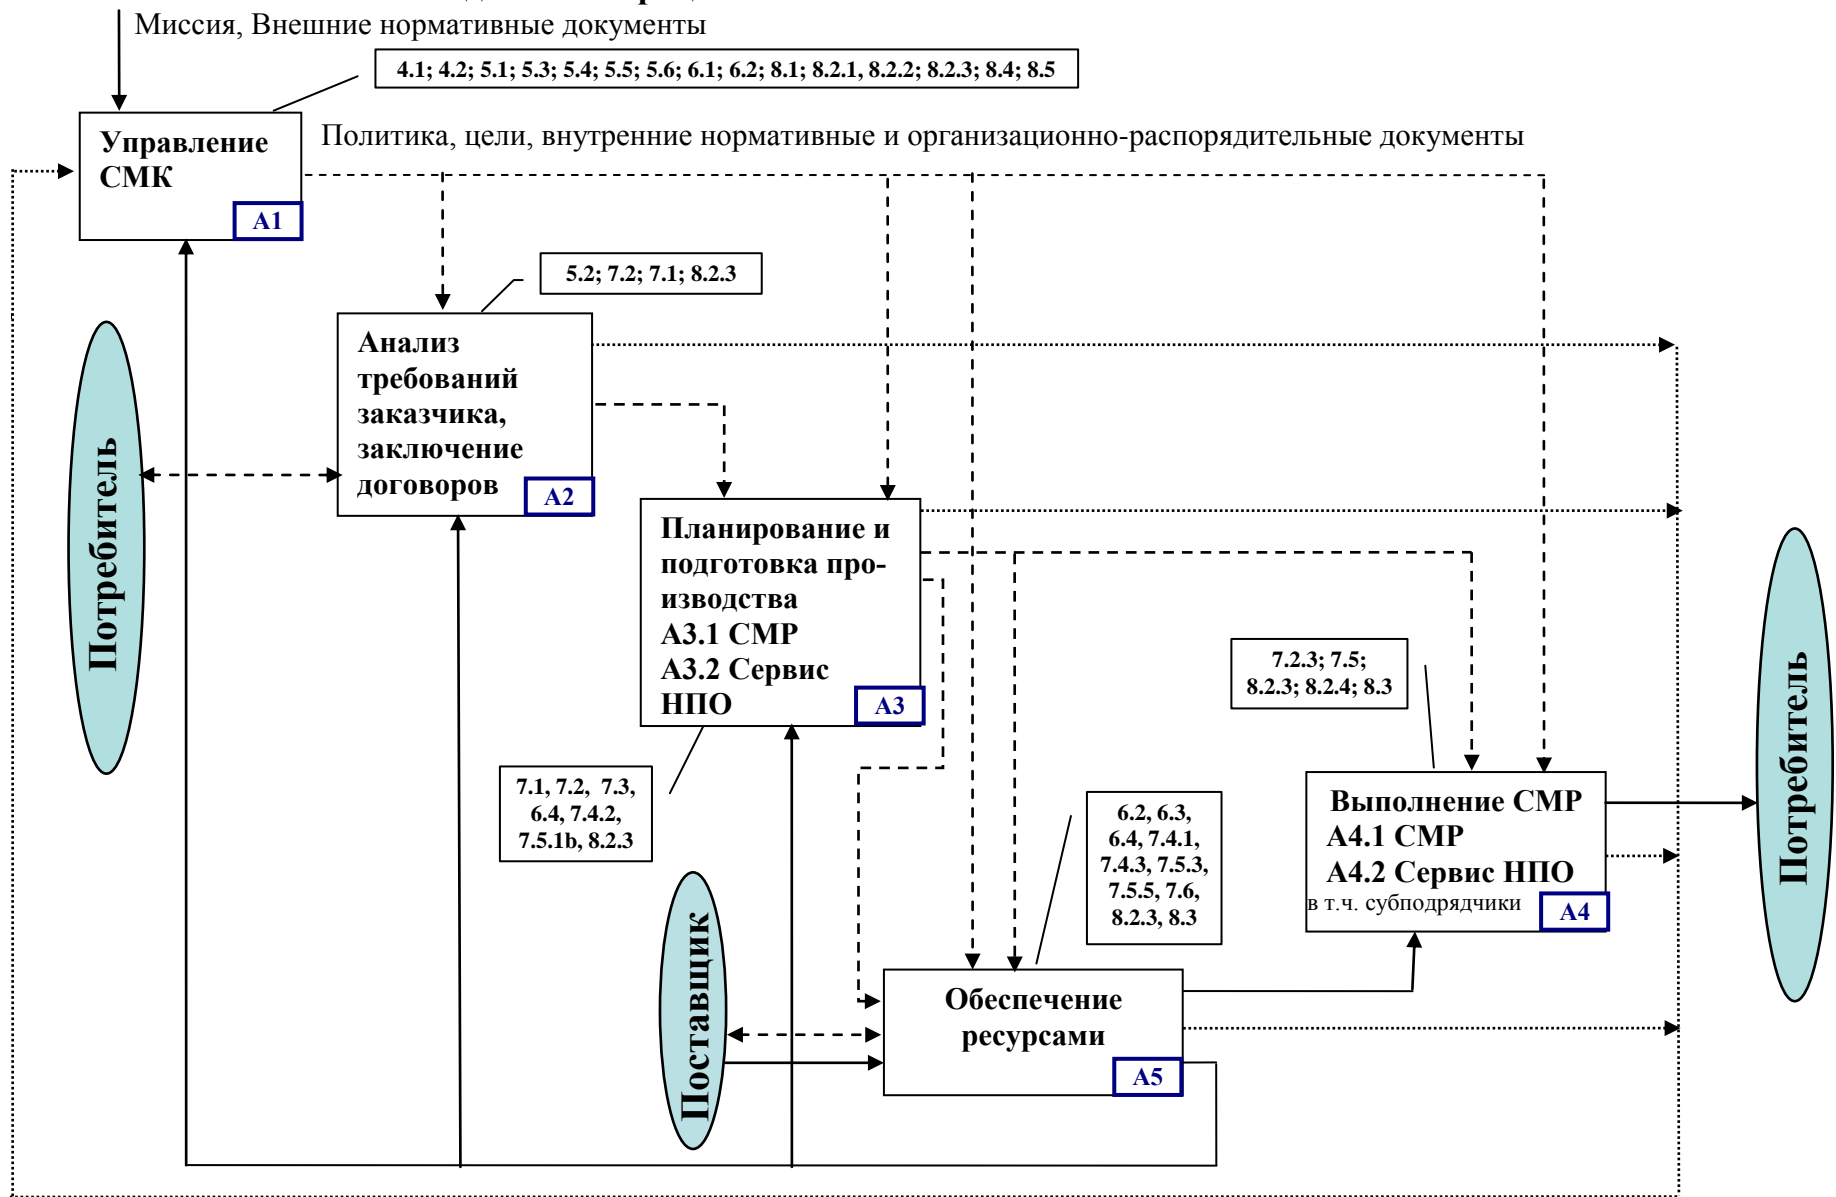 Миссия, Внешние нормативные документы
4.1; 4.2; 5.1; 5.3; 5.4; 5.5; 5.6; 6.1; 6.2; 8.1; 8.2.1, 8.2.2; 8.2.3; 8.4; 8.5
Управление
СМК
А1
Политика, цели, внутренние нормативные и организационно-распорядительные документы
5.2; 7.2; 7.1; 8.2.3
Анализ
требований
заказчика,
заключение
договоров
А2
Потребитель
Планирование и
подготовка про-
изводства
А3.1 СМР
А3.2 Сервис
НПО
А3
7.1, 7.2, 7.3,
6.4, 7.4.2,
7.5.1b, 8.2.3
7.2.3; 7.5;
8.2.3; 8.2.4; 8.3
Выполнение СМР
А4.1 СМР
А4.2 Сервис НПО
в т.ч. субподрядчики
А4
Потребитель
6.2, 6.3,
6.4, 7.4.1,
7.4.3, 7.5.3,
7.5.5, 7.6,
8.2.3, 8.3
Поставщик
Обеспечение
ресурсами
А5